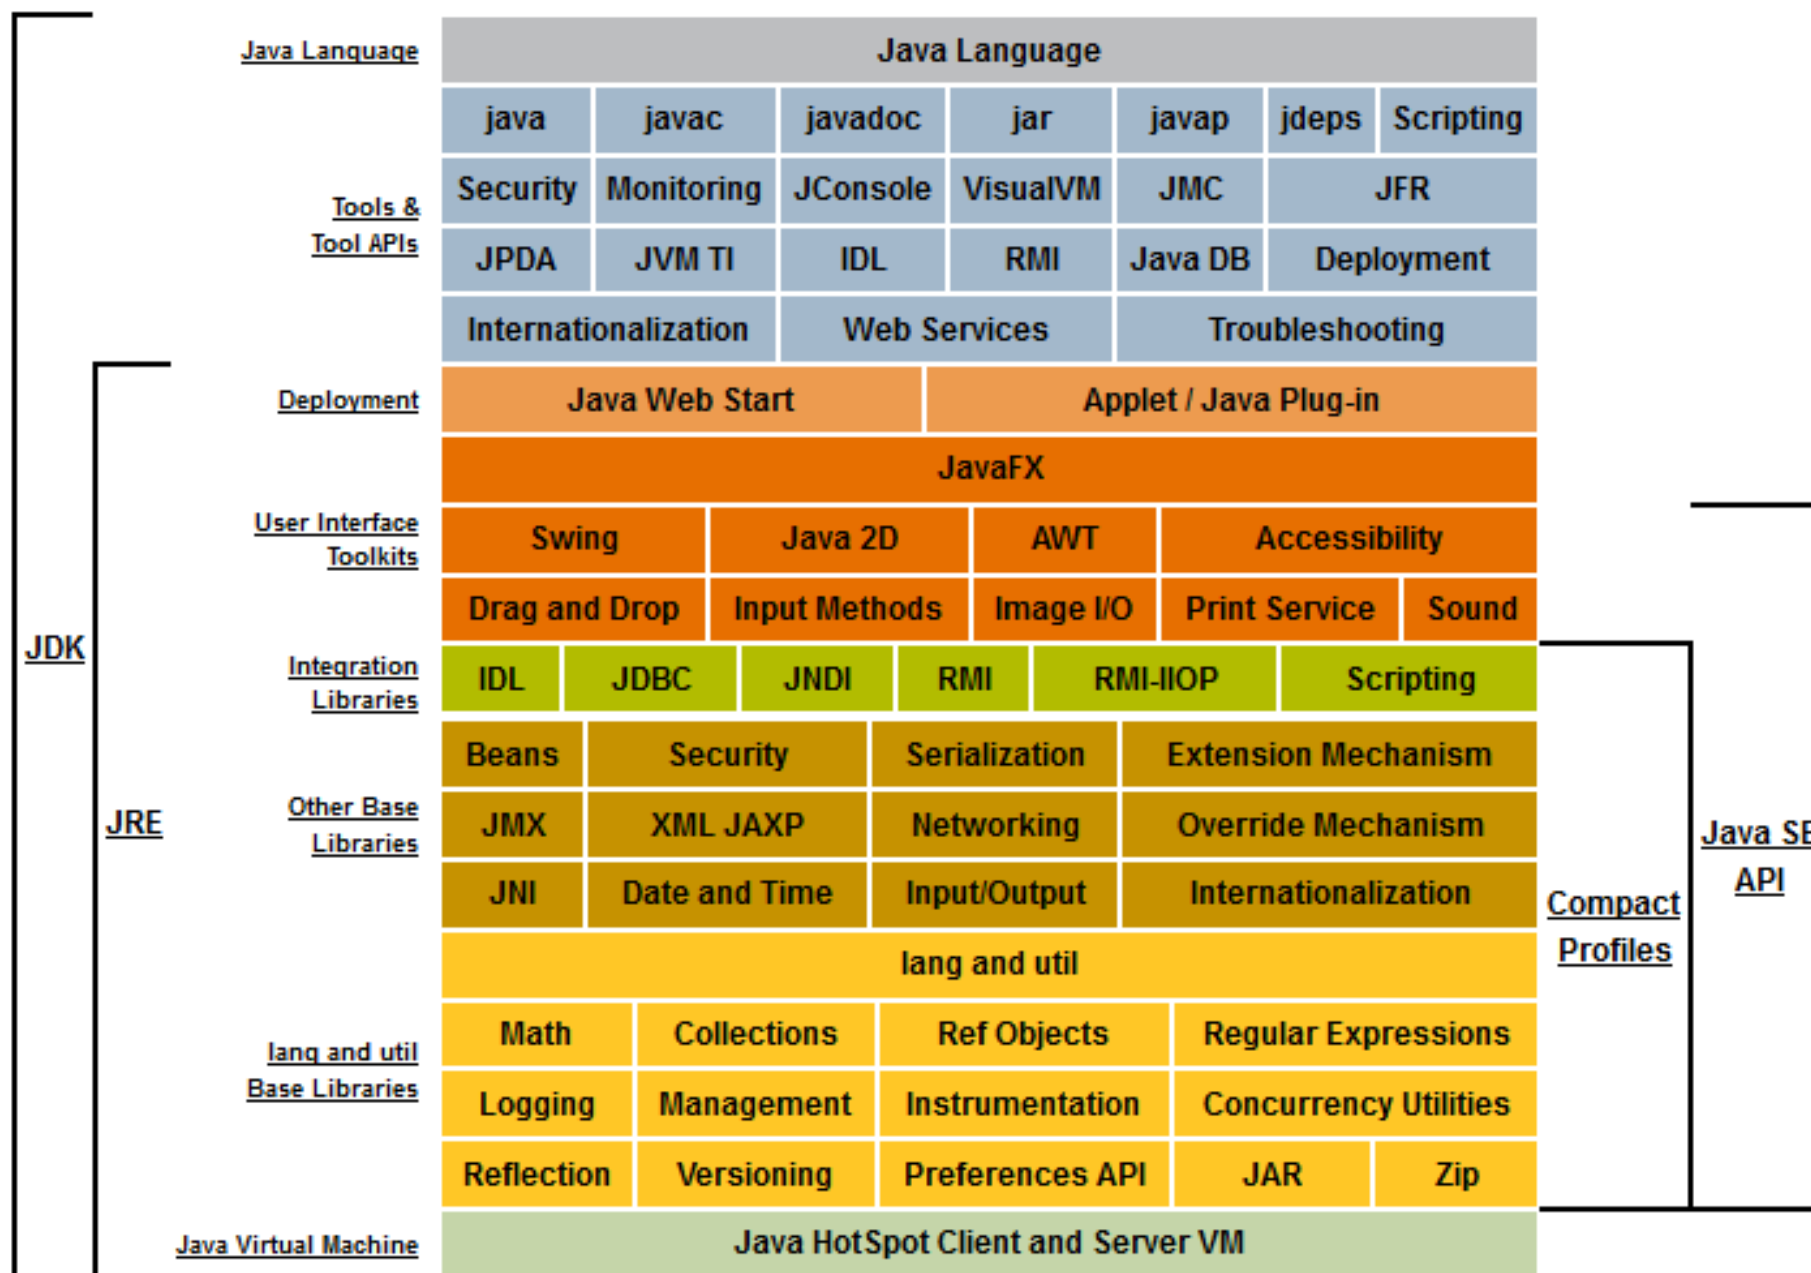 Java Language
Java Language
java javac javadoc jar javap jdeps Scripting
Security Monitoring JConsole VisualVM JMC JFR
Tools &
Tool APIs
JPDA JVM TI IDL RMI Java DB Deployment
Internationalization Web Services Troubleshooting
Deployment
Java Web Start Applet / Java Plug-in
JavaFX
User Interface
Toolkits
Swing Java 2D AWT Accessibility
Drag and Drop Input Methods Image I/O Print Service Sound
JDK
Integration
Libraries
IDL JDBC JNDI RMI RMI-IIOP Scripting
Beans Security Serialization Extension Mechanism
JRE
Other Base
Libraries
JMX XML JAXP Networking Override Mechanism
Java SE
API
JNI Date and Time Input/Output Internationalization
Compact
Profiles
lang and util
Math Collections Ref Objects Regular Expressions
lang and util
Base Libraries
Logging Management Instrumentation Concurrency Utilities
Reflection Versioning Preferences API JAR Zip
Java Virtual Machine
Java HotSpot Client and Server VM